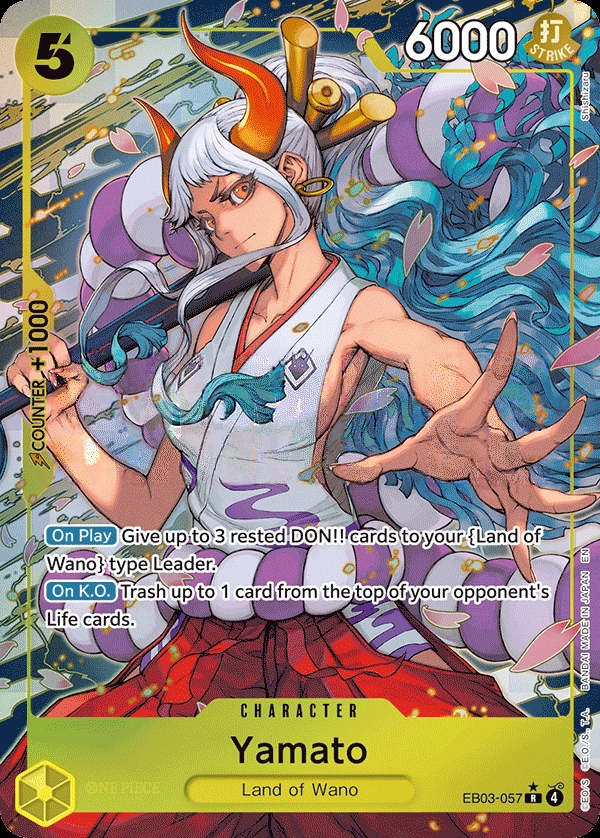 5
6000
打
STRIKE
Shishizaru
COUNTER +1000
On Play Give up to 3 rested DON!! cards to your {Land of
Wano} type Leader.
On K.O. Trash up to 1 card from the top of your opponent's
Life cards.
CHARACTER
Yamato
Land of Wano
ONE PIECE
EB03-057 R 4
©E.O./S., T.A. BANDAI MADE IN JAPAN EN